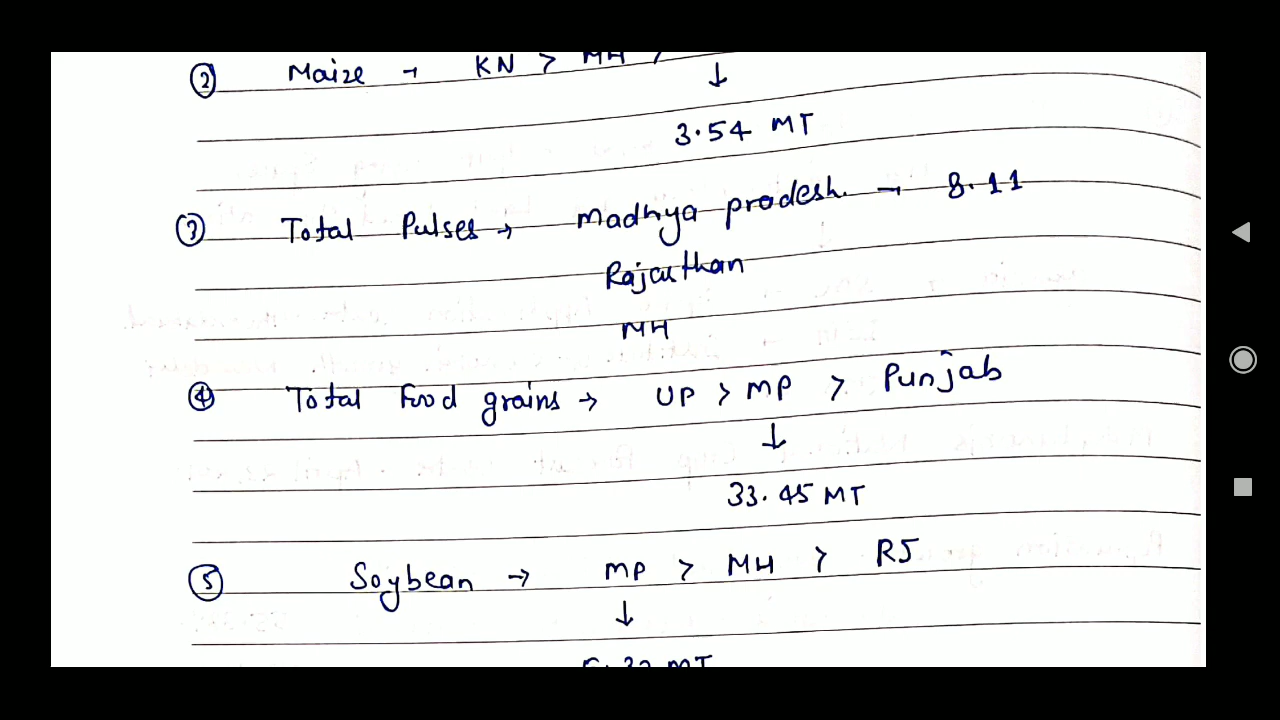 ② Maize → KN > MH >
↓
3.54 MT
③ Total Pulses → Madhya pradesh. → 8.11
Rajasthan
MH
④ Total Food grains → UP > MP > Punjab
↓
33.45 MT
⑤ Soybean → MP > MH > RJ
↓
MT